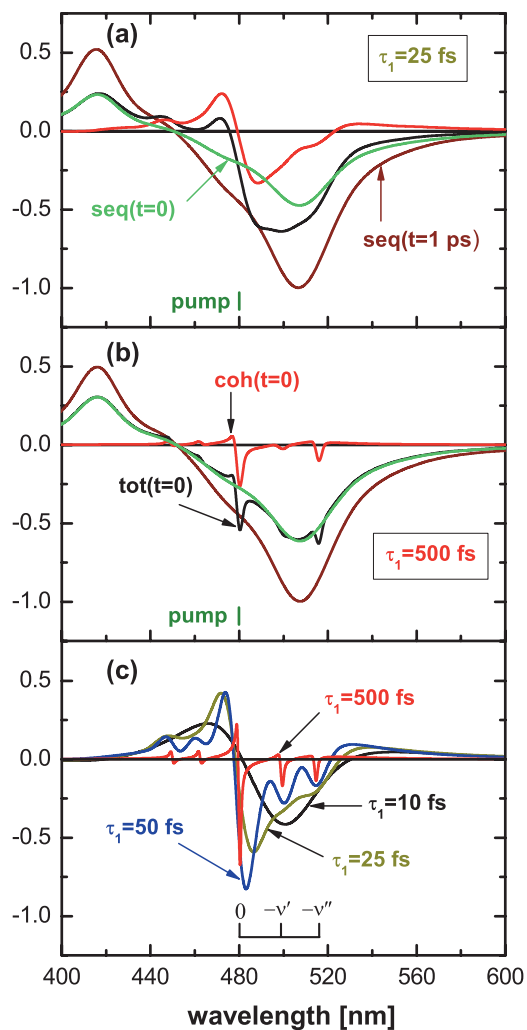 (a)
τ₁=25 fs
0.5
0.0
-0.5
-1.0
seq(t=0)
seq(t=1 ps)
pump
(b)
coh(t=0)
0.5
0.0
-0.5
-1.0
tot(t=0)
τ₁=500 fs
pump
(c)
0.5
0.0
-0.5
-1.0
τ₁=500 fs
τ₁=10 fs
τ₁=50 fs
τ₁=25 fs
0 −ν′ −ν″
400 440 480 520 560 600
wavelength [nm]